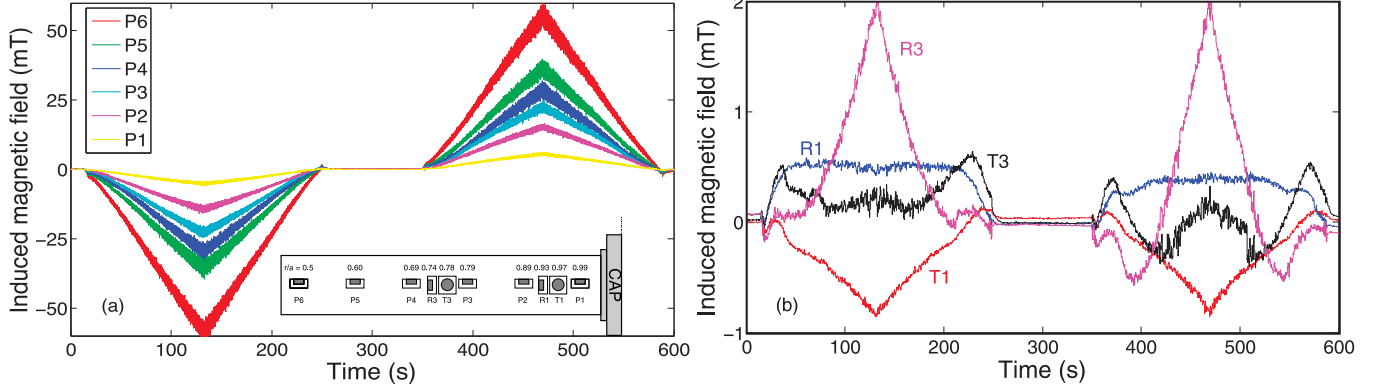 Induced magnetic field (mT)
50
25
0
−25
−50
P6
P5
P4
P3
P2
P1
(a)
r/a = 0.5 0.60 0.69 0.74 0.78 0.79 0.89 0.93 0.97 0.99
P6 P5 P4 R3 T3 P3 P2 R1 T1 P1
CAP
0 100 200 300 400 500 600
Time (s)
Induced magnetic field (mT)
2
1
0
−1
R3
R1
T3
T1
(b)
0 100 200 300 400 500 600
Time (s)